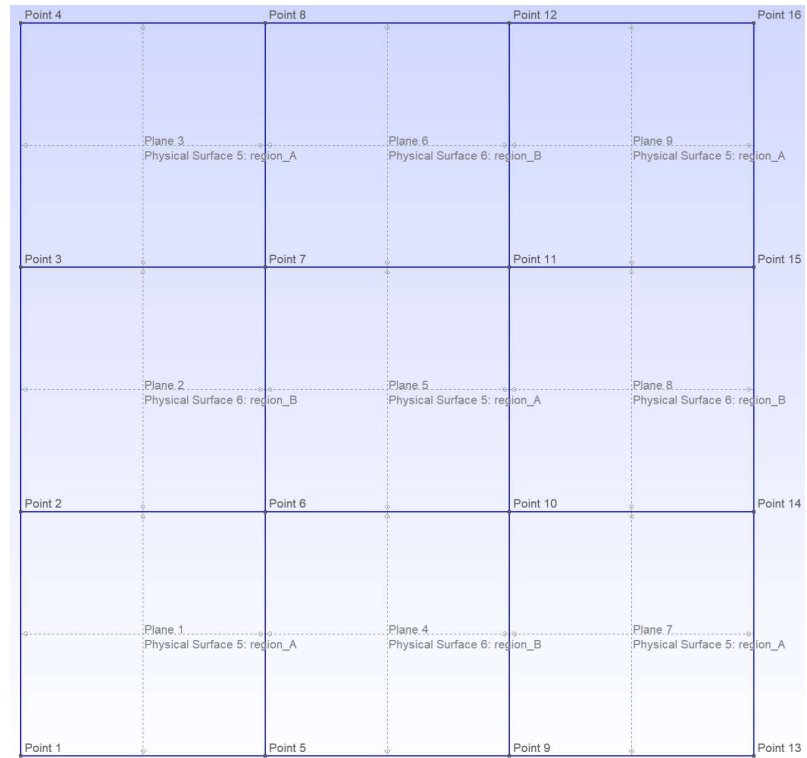 Point 4
Point 8
Point 12
Point 16
Plane 3
Physical Surface 5: region_A
Plane 6
Physical Surface 6: region_B
Plane 9
Physical Surface 5: region_A
Point 3
Point 7
Point 11
Point 15
Plane 2
Physical Surface 6: region_B
Plane 5
Physical Surface 5: region_A
Plane 8
Physical Surface 6: region_B
Point 2
Point 6
Point 10
Point 14
Plane 1
Physical Surface 5: region_A
Plane 4
Physical Surface 6: region_B
Plane 7
Physical Surface 5: region_A
Point 1
Point 5
Point 9
Point 13